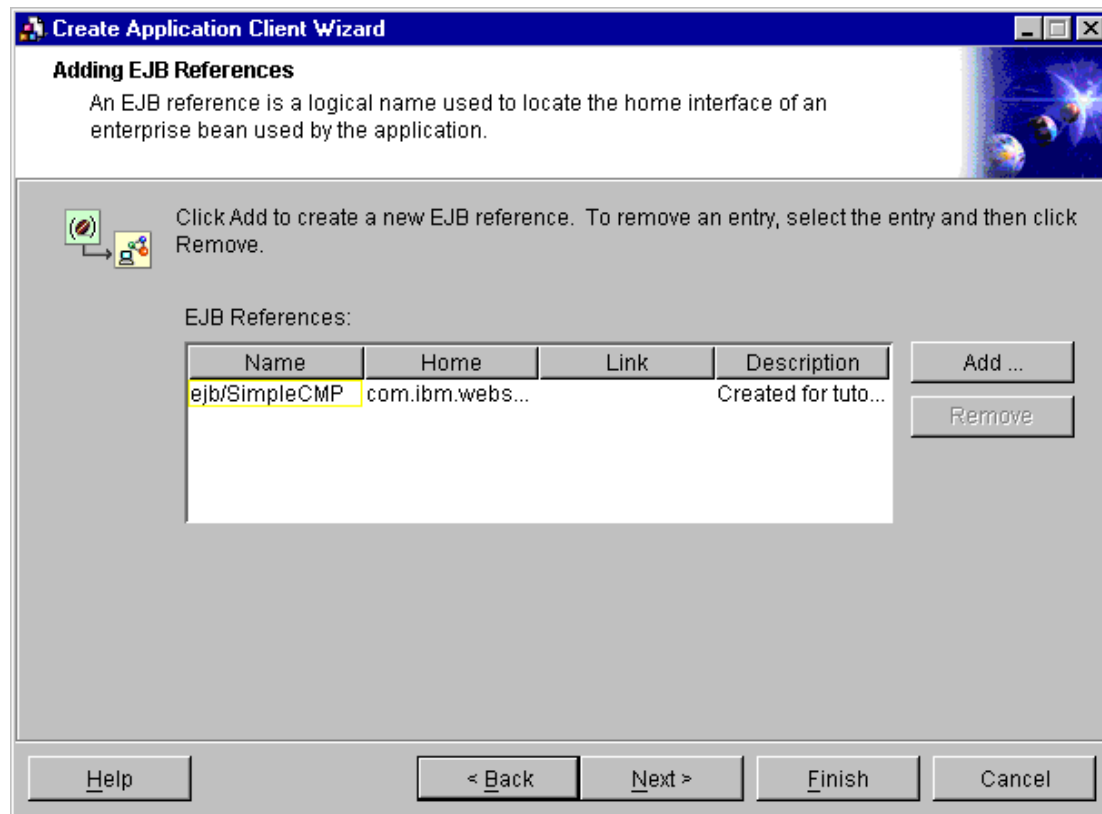 Create Application Client Wizard
Adding EJB References
An EJB reference is a logical name used to locate the home interface of an
enterprise bean used by the application.
Click Add to create a new EJB reference. To remove an entry, select the entry and then click
Remove.
EJB References:
Name Home Link Description Add ...
ejb/SimpleCMP com.ibm.webs... Created for tuto...
Remove
Help < Back Next > Finish Cancel